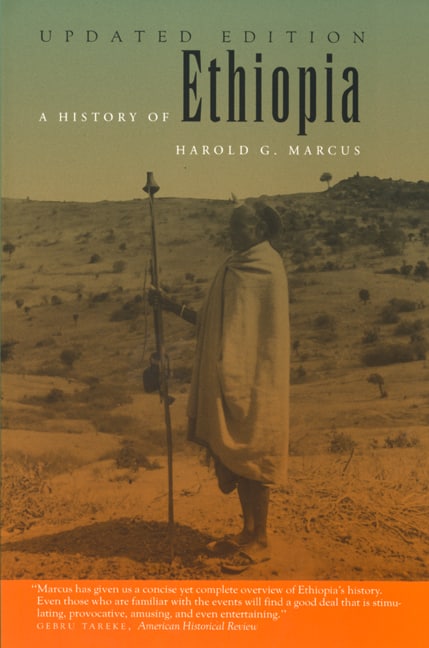 UPDATED EDITION
A HISTORY OF Ethiopia
HAROLD G. MARCUS
“Marcus has given us a concise yet complete overview of Ethiopia’s history.
Even those who are familiar with the events will find a good deal that is stimu-
lating, provocative, amusing, and even entertaining.”
GEBRU TAREKE, American Historical Review